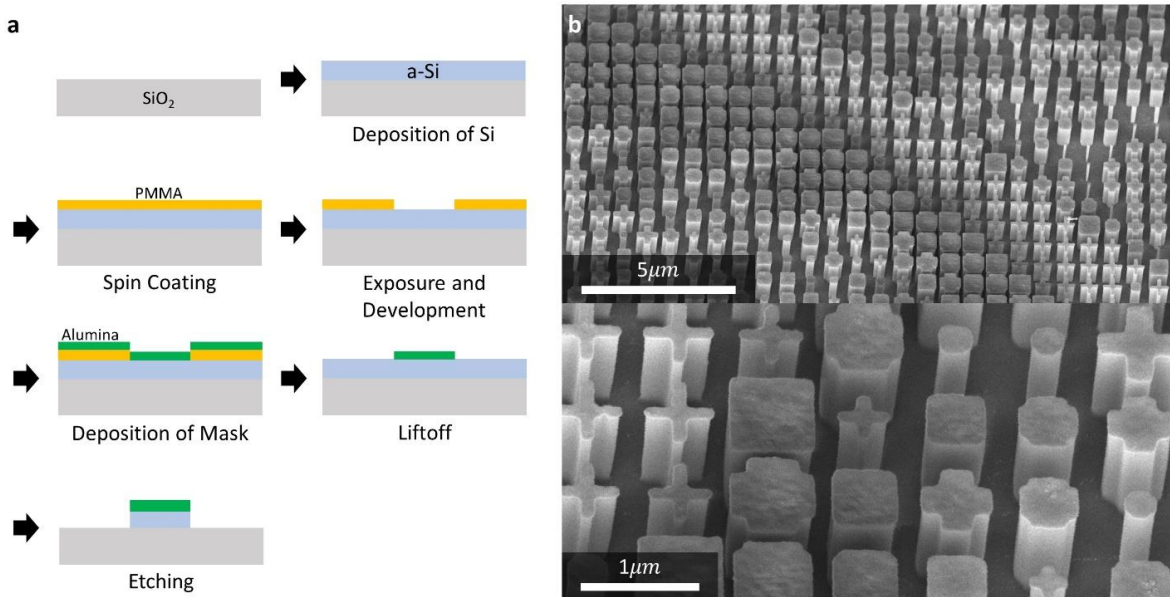 a
SiO₂
a-Si
Deposition of Si
PMMA
Spin Coating
Exposure and
Development
Alumina
Deposition of Mask
Liftoff
Etching
b
5μm
1μm